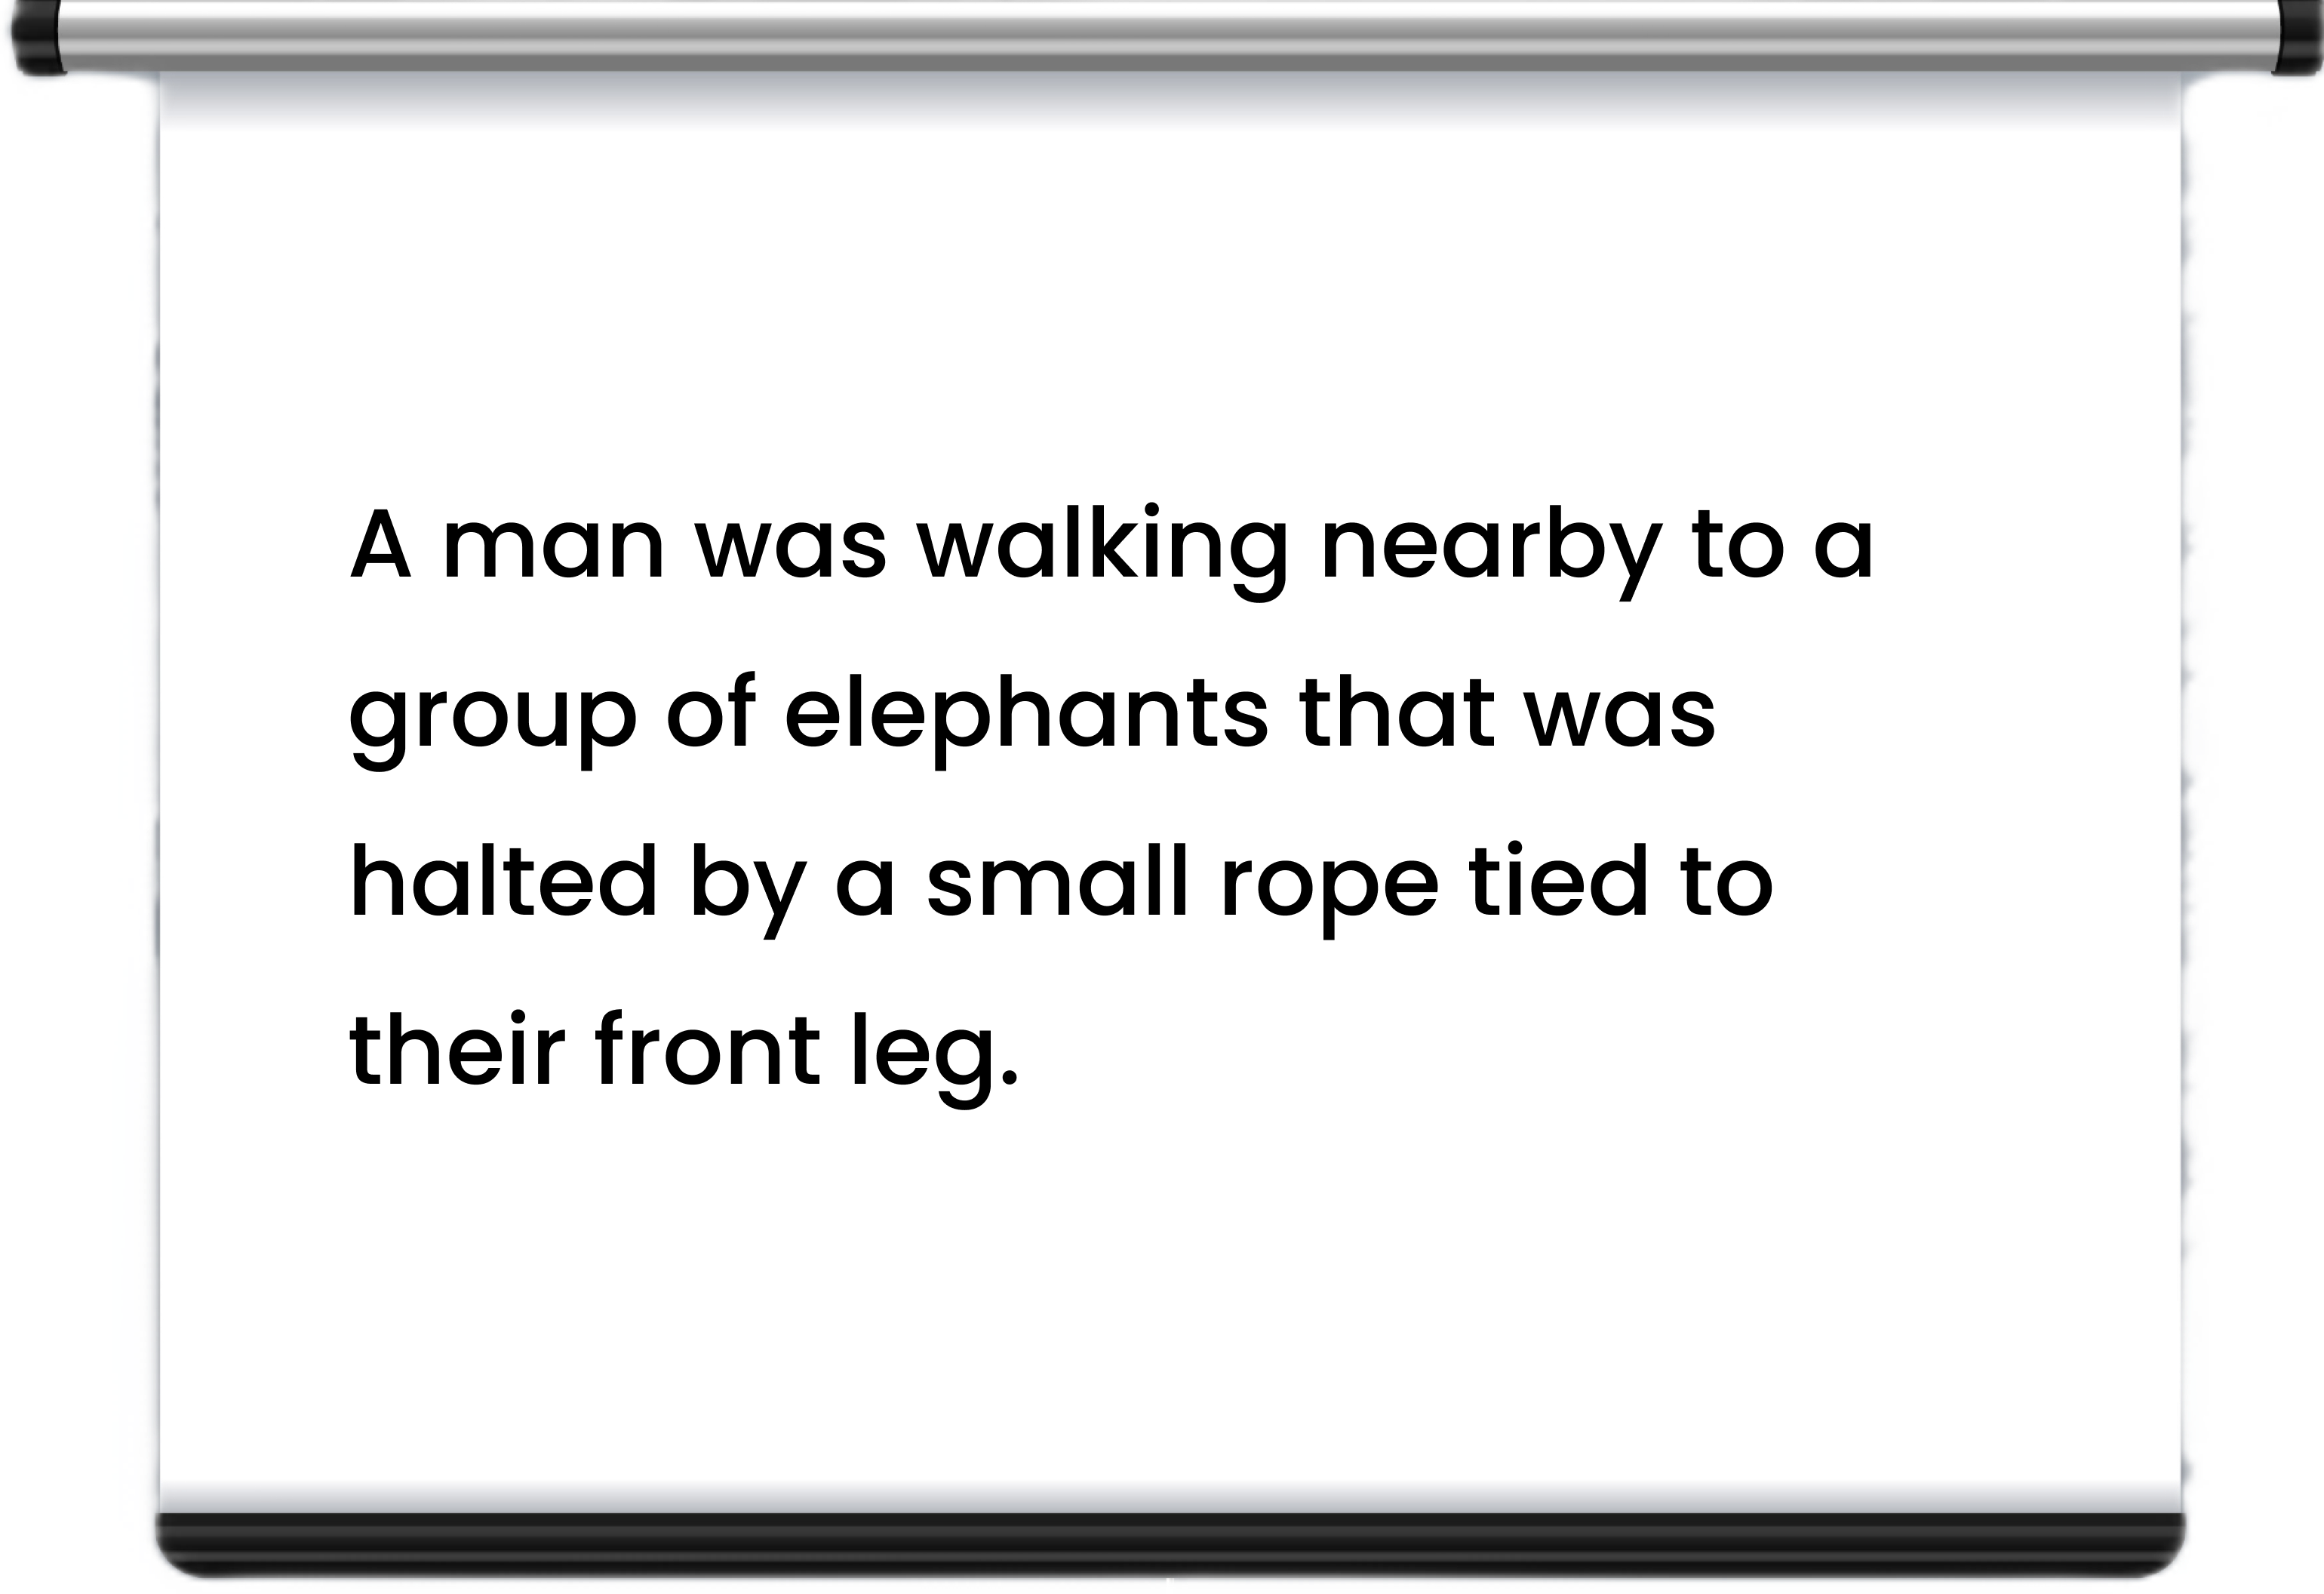 A man was walking nearby to a
group of elephants that was
halted by a small rope tied to
their front leg.